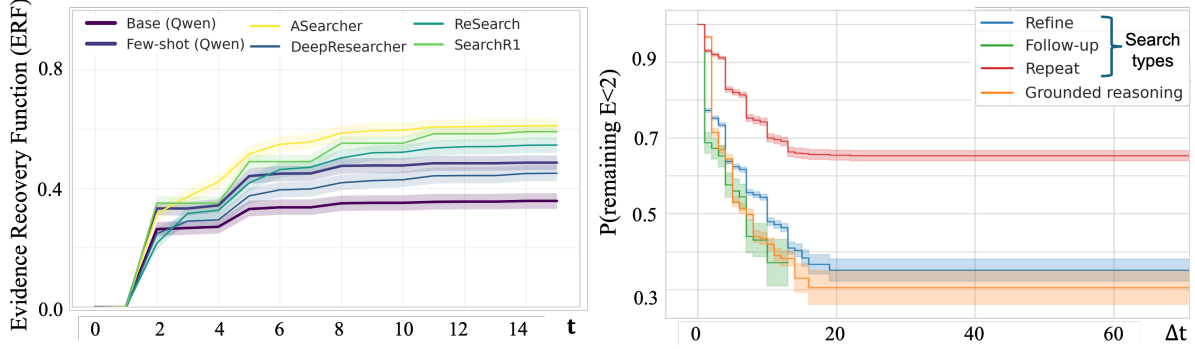 Evidence Recovery Function (ERF)
Base (Qwen)
Few-shot (Qwen)
ASearcher
DeepResearcher
ReSearch
SearchR1
0.8
0.4
0.0
0 2 4 6 8 10 12 14 t
P(remaining E<2)
Refine
Follow-up
Repeat
Grounded reasoning
Search
types
0.9
0.7
0.5
0.3
0 20 40 60 Δt